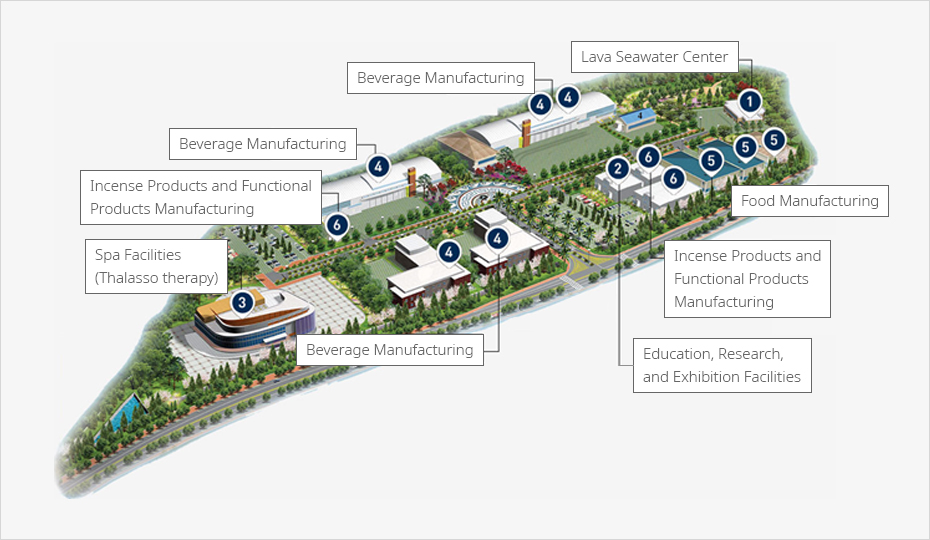 Lava Seawater Center
1
Beverage Manufacturing
4
4
4
Beverage Manufacturing
4
5
5
5
2
6
6
Incense Products and Functional
Products Manufacturing
6
Food Manufacturing
Spa Facilities
(Thalasso therapy)
3
4
4
Incense Products and
Functional Products
Manufacturing
Beverage Manufacturing
Education, Research,
and Exhibition Facilities